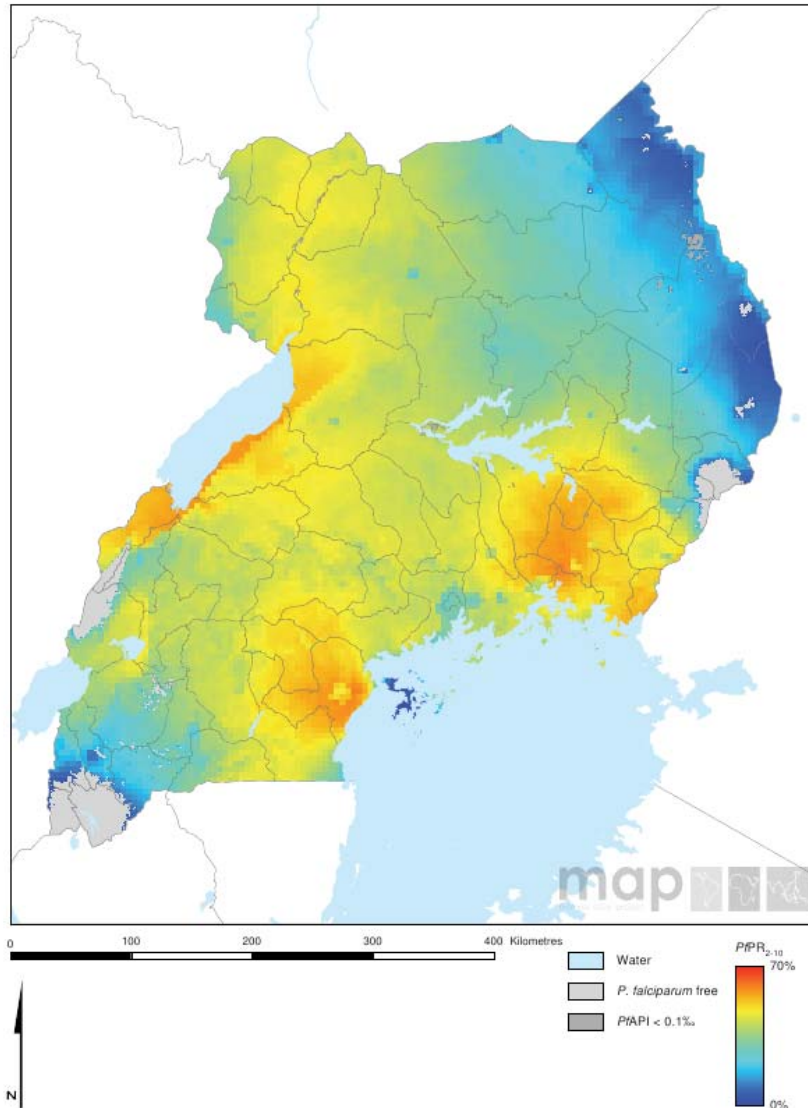 map
0 100 200 300 400 Kilometres
Water
P. falciparum free
PfAPI < 0.1‰
PfPR2-10
70%
0%
N